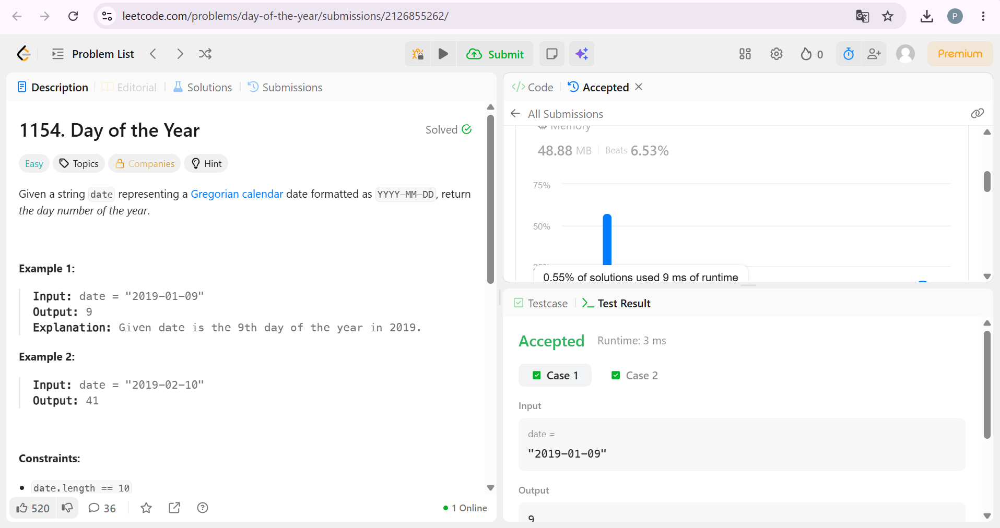 leetcode.com/problems/day-of-the-year/submissions/2126855262/
P
Problem List
Submit
0
Premium
Description
Editorial
Solutions
Submissions
1154. Day of the Year
Solved
Easy
Topics
Companies
Hint
Given a string date representing a Gregorian calendar date formatted as YYYY-MM-DD, return
the day number of the year.
Example 1:
Input: date = "2019-01-09"
Output: 9
Explanation: Given date is the 9th day of the year in 2019.
Example 2:
Input: date = "2019-02-10"
Output: 41
Constraints:
date.length == 10
520
36
1 Online
Code
Accepted
All Submissions
Memory
48.88 MB
Beats 6.53%
75%
50%
25%
0.55% of solutions used 9 ms of runtime
Testcase
Test Result
Accepted
Runtime: 3 ms
Case 1
Case 2
Input
date =
"2019-01-09"
Output
9